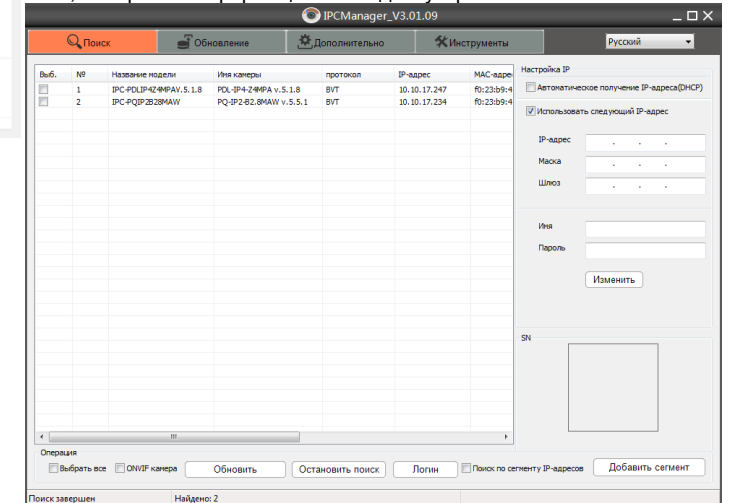 IPCManager_V3.01.09
Поиск Обновление Дополнительно Инструменты Русский
Выб. № Название модели Имя камеры протокол IP-адрес MAC-адре
1 IPC-PDLIP4Z4MPAV.5.1.8 PDL-IP4-Z4MPA v.5.1.8 BVT 10.10.17.247 f0:23:b9:4
2 IPC-PQIP2B28MAW PQ-IP2-B2.8MAW v.5.5.1 BVT 10.10.17.234 f0:23:b9:4
Настройка IP
Автоматическое получение IP-адреса(DHCP)
Использовать следующий IP-адрес
IP-адрес . . .
Маска . . .
Шлюз . . .
Имя
Пароль
Изменить
SN
Операция
Выбрать все ONVIF камера Обновить Остановить поиск Логин Поиск по сегменту IP-адресов Добавить сегмент
Поиск завершен Найдено: 2